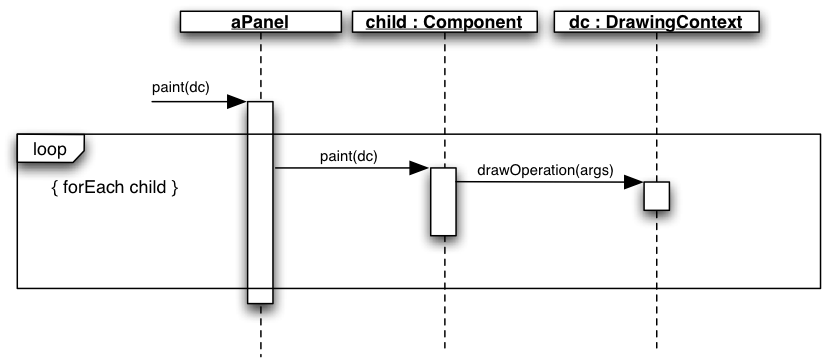 aPanel
child : Component
dc : DrawingContext
paint(dc)
loop
paint(dc)
drawOperation(args)
{ forEach child }